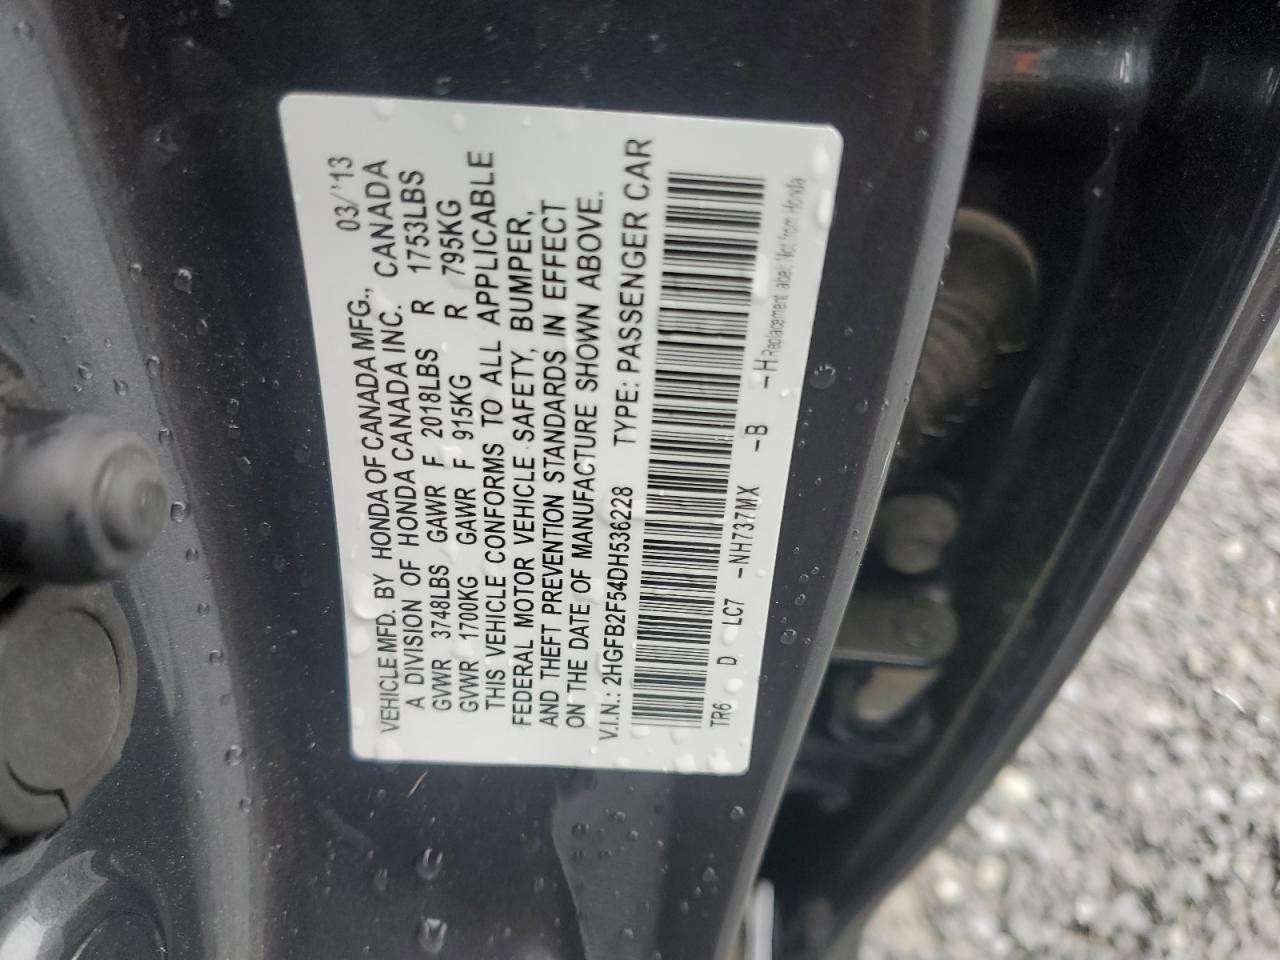 03/'13
VEHICLE MFD. BY HONDA OF CANADA MFG.,
A DIVISION OF HONDA CANADA INC. CANADA
GVWR 3748LBS GAWR F 2018LBS R 1753LBS
GVWR 1700KG GAWR F 915KG R 795KG
THIS VEHICLE CONFORMS TO ALL APPLICABLE
FEDERAL MOTOR VEHICLE SAFETY, BUMPER,
AND THEFT PREVENTION STANDARDS IN EFFECT
ON THE DATE OF MANUFACTURE SHOWN ABOVE.
V.I.N.: 2HGFB2F54DH536228 TYPE: PASSENGER CAR
TR6 D LC7 -NH737MX -B -H
Replacement label Not from Honda